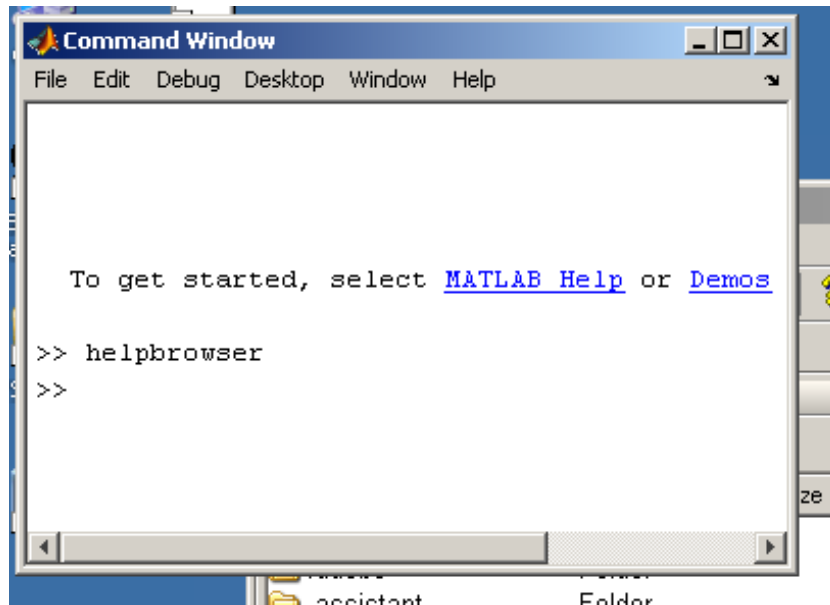 Command Window
File Edit Debug Desktop Window Help
To get started, select MATLAB Help or Demos
>> helpbrowser
>>
ze
assistant Folder